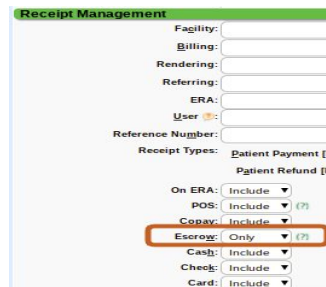 Receipt Management
Facility:
Billing:
Rendering:
Referring:
ERA:
User (?):
Reference Number:
Receipt Types: Patient Payment [
Patient Refund [
On ERA: Include ▼
POS: Include ▼ (?)
Copay: Include ▼
Escrow: Only ▼ (?)
Cash: Include ▼
Check: Include ▼
Card: Include ▼